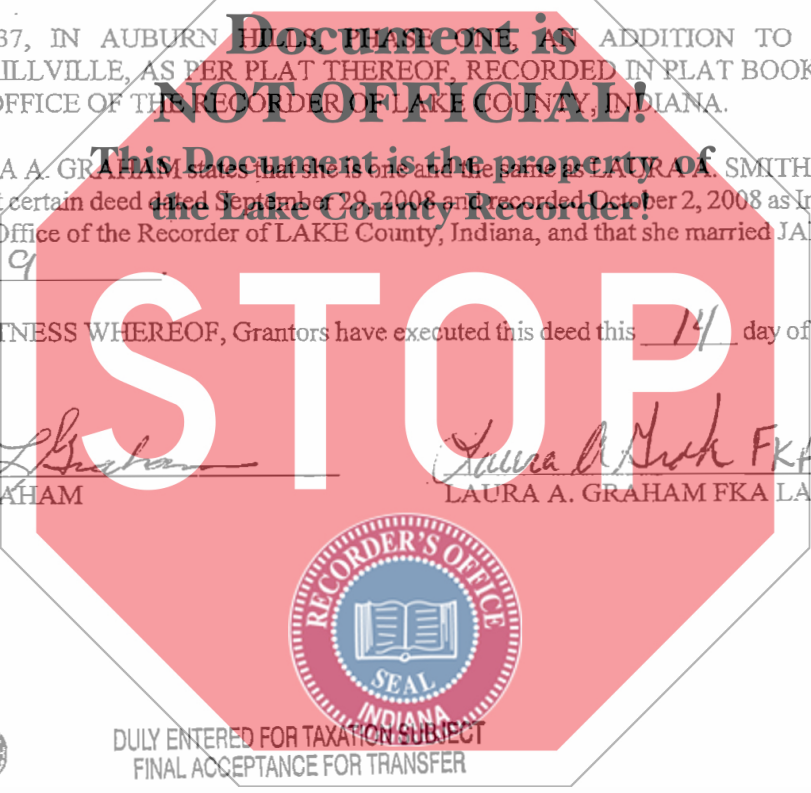 Document is
37, IN AUBURN HILLS, PHASE ONE, AN ADDITION TO
ILLVILLE, AS PER PLAT THEREOF, RECORDED IN PLAT BOOK
NOT OFFICIAL!
OFFICE OF THE RECORDER OF LAKE COUNTY, INDIANA.
This Document is the property of
A A. GRAHAM states that she is one and the same as LAURA A. SMITH
the Lake County Recorder!
certain deed dated September 29, 2008 and recorded October 2, 2008 as In
Office of the Recorder of LAKE County, Indiana, and that she married JA
9
STOP
TNESS WHEREOF, Grantors have executed this deed this 14 day of
L Graham
Laura A Grah FKA
AHAM
LAURA A. GRAHAM FKA LA
RECORDER'S OFFICE
SEAL
INDIANA
DULY ENTERED FOR TAXATION SUBJECT
FINAL ACCEPTANCE FOR TRANSFER